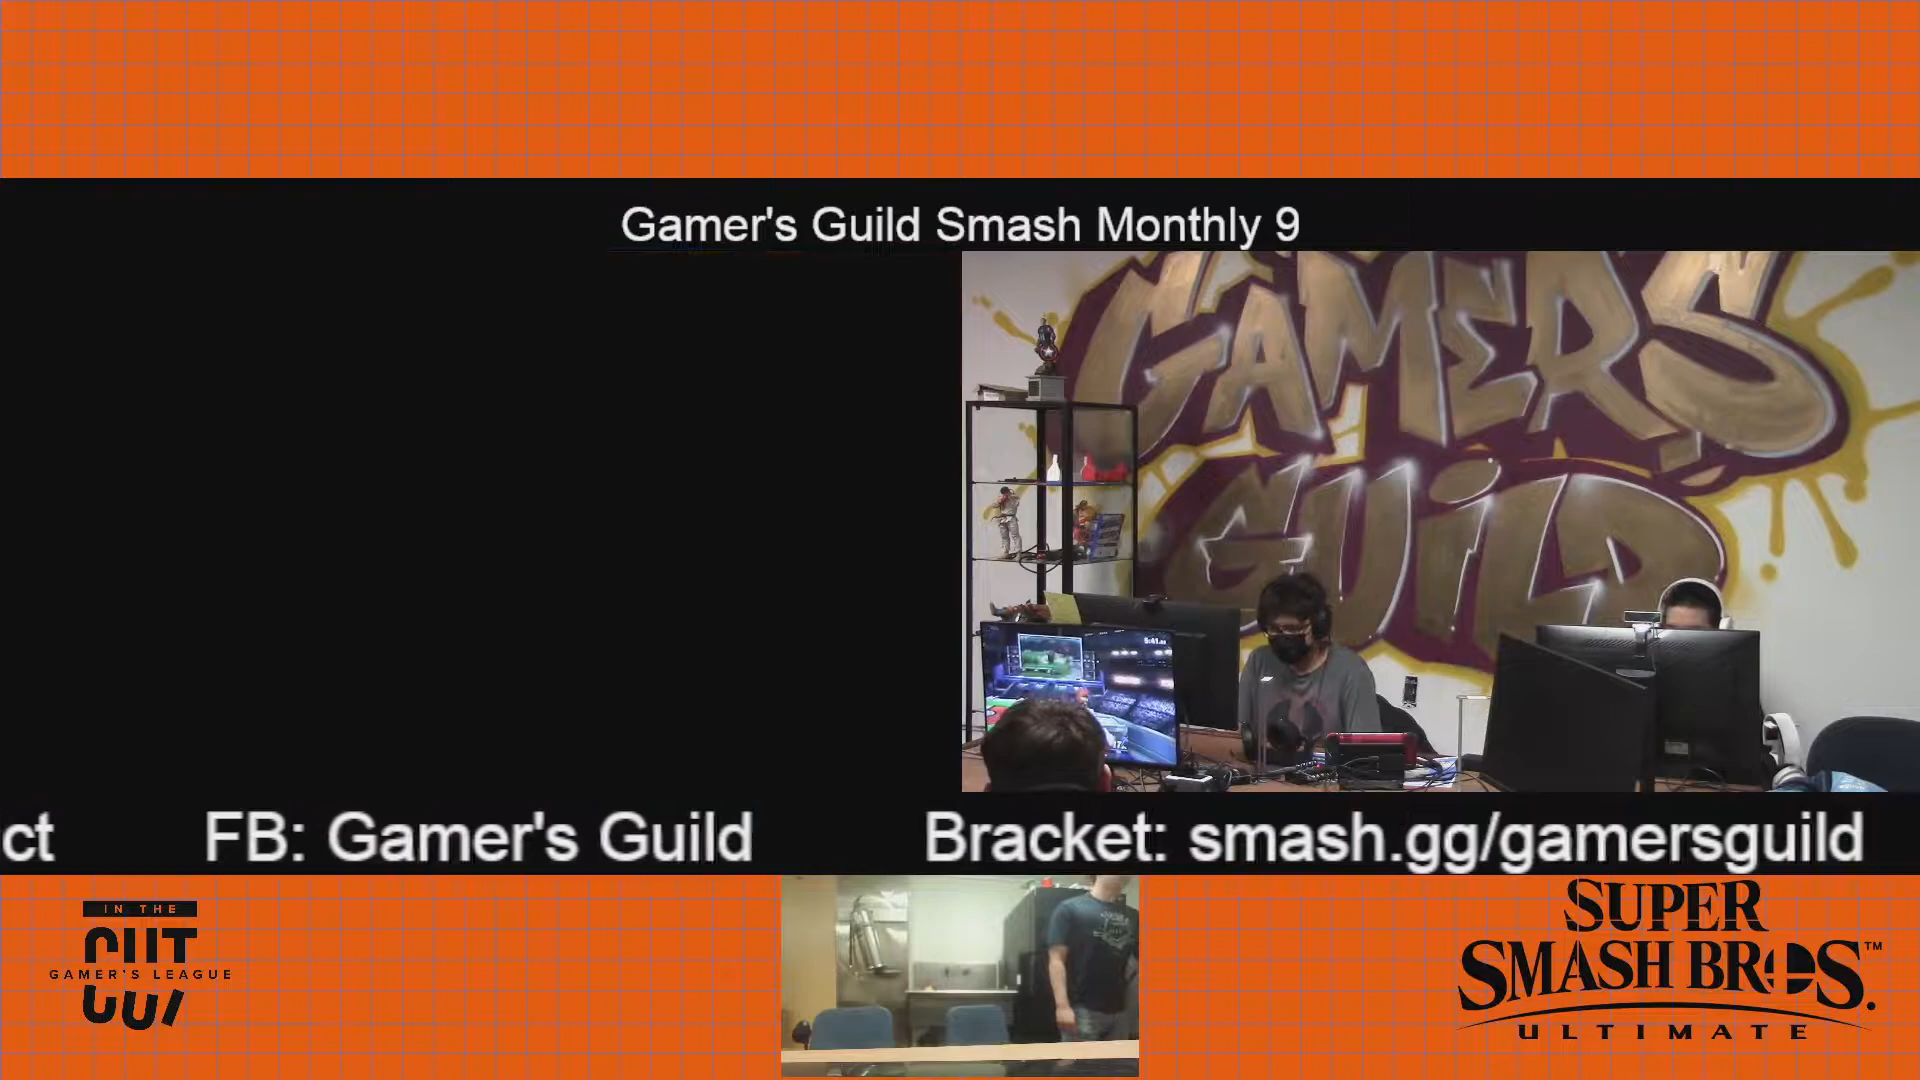 Gamer's Guild Smash Monthly 9
GAMERS
GUiLD
ct
FB: Gamer's Guild
Bracket: smash.gg/gamersguild
IN THE
CUT
GAMER'S LEAGUE
SUPER
SMASH BROS.™
ULTIMATE